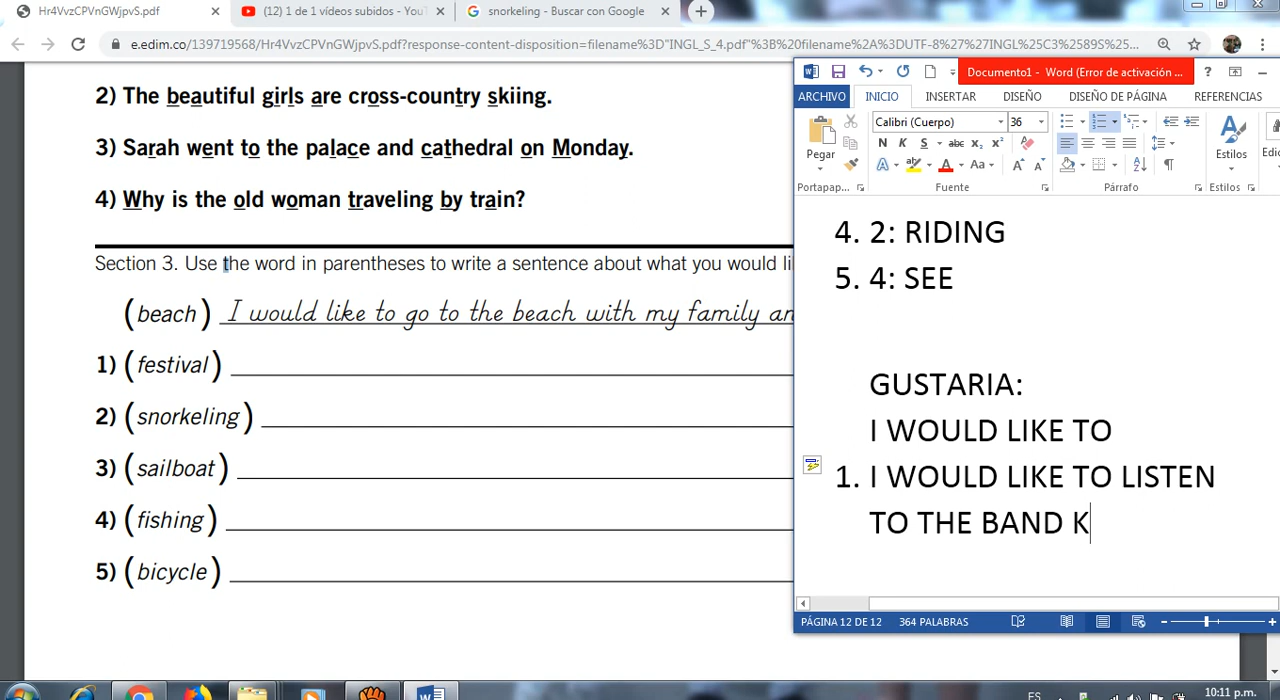 Hr4VvzCPVnGWjpvS.pdf
(12) 1 de 1 vídeos subidos - You
snorkeling - Buscar con Google
e.edim.co/139719598/Hr4VvzCPVnGWjpvS.pdf?response-content-disposition=filename%3D"INGL_S_4.pdf"%3B%20filename%2A%3DUTF-8%27%27INGL%25C3%2589S%25...
2) The beautiful girls are cross-country skiing.
3) Sarah went to the palace and cathedral on Monday.
4) Why is the old woman traveling by train?
Section 3. Use the word in parentheses to write a sentence about what you would li
(beach) I would like to go to the beach with my family an
1) (festival)
2) (snorkeling)
3) (sailboat)
4) (fishing)
5) (bicycle)
Documento1 - Word (Error de activación ...
ARCHIVO INICIO INSERTAR DISEÑO DISEÑO DE PÁGINA REFERENCIAS
Calibri (Cuerpo) 36
Pegar
N K S abc x₂ x²
A A Aa A A
Estilos
Edic
Portapap... Fuente Párrafo Estilos
4. 2: RIDING
5. 4: SEE
GUSTARIA:
I WOULD LIKE TO
1. I WOULD LIKE TO LISTEN
TO THE BAND K
PÁGINA 12 DE 12 364 PALABRAS
ES 10:11 p.m.